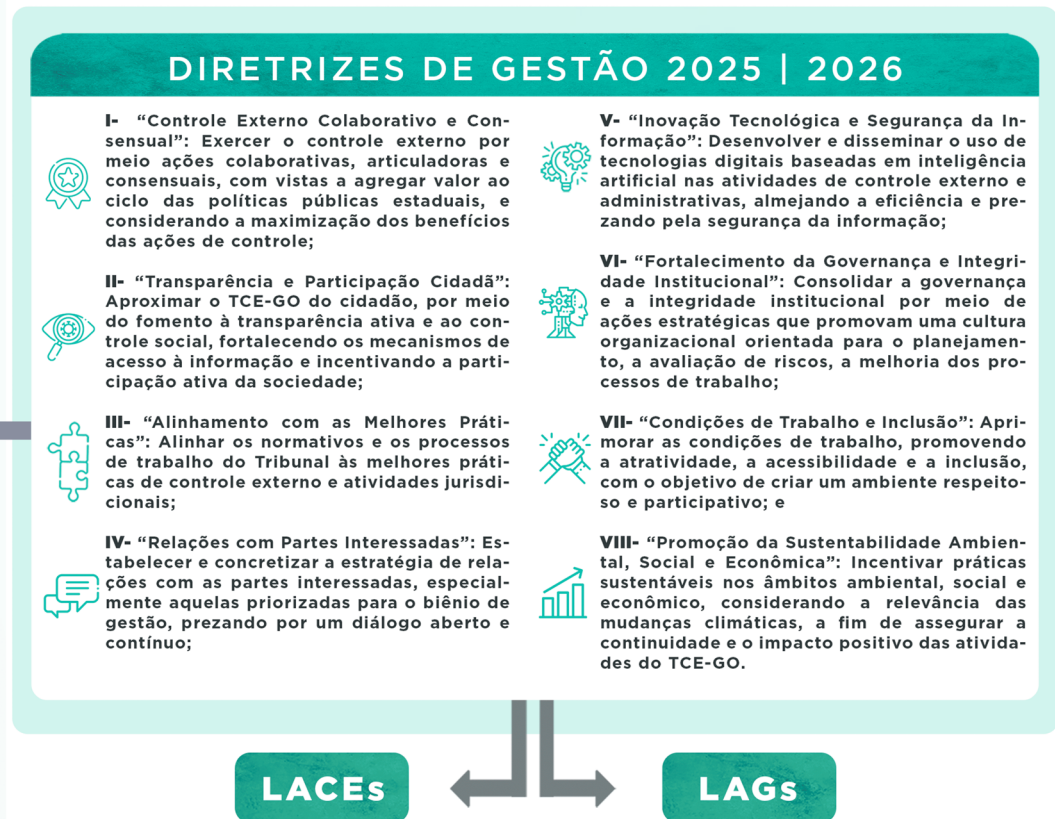 DIRETRIZES DE GESTÃO 2025 | 2026
I- “Controle Externo Colaborativo e Con-
sensual”: Exercer o controle externo por
meio ações colaborativas, articuladoras e
consensuais, com vistas a agregar valor ao
ciclo das políticas públicas estaduais, e
considerando a maximização dos benefícios
das ações de controle;
II- “Transparência e Participação Cidadã”:
Aproximar o TCE-GO do cidadão, por meio
do fomento à transparência ativa e ao con-
trole social, fortalecendo os mecanismos de
acesso à informação e incentivando a parti-
cipação ativa da sociedade;
III- “Alinhamento com as Melhores Práti-
cas”: Alinhar os normativos e os processos
de trabalho do Tribunal às melhores práti-
cas de controle externo e atividades jurisdi-
cionais;
IV- “Relações com Partes Interessadas”: Es-
tabelecer e concretizar a estratégia de rela-
ções com as partes interessadas, especial-
mente aquelas priorizadas para o biênio de
gestão, prezando por um diálogo aberto e
contínuo;
V- “Inovação Tecnológica e Segurança da In-
formação”: Desenvolver e disseminar o uso de
tecnologias digitais baseadas em inteligência
artificial nas atividades de controle externo e
administrativas, almejando a eficiência e pre-
zando pela segurança da informação;
VI- “Fortalecimento da Governança e Integri-
dade Institucional”: Consolidar a governança
e a integridade institucional por meio de
ações estratégicas que promovam uma cultura
organizacional orientada para o planejamen-
to, a avaliação de riscos, a melhoria dos pro-
cessos de trabalho;
VII- “Condições de Trabalho e Inclusão”: Apri-
morar as condições de trabalho, promovendo
a atratividade, a acessibilidade e a inclusão,
com o objetivo de criar um ambiente respeito-
so e participativo; e
VIII- “Promoção da Sustentabilidade Ambien-
tal, Social e Econômica”: Incentivar práticas
sustentáveis nos âmbitos ambiental, social e
econômico, considerando a relevância das
mudanças climáticas, a fim de assegurar a
continuidade e o impacto positivo das ativida-
des do TCE-GO.
LACEs
LAGs